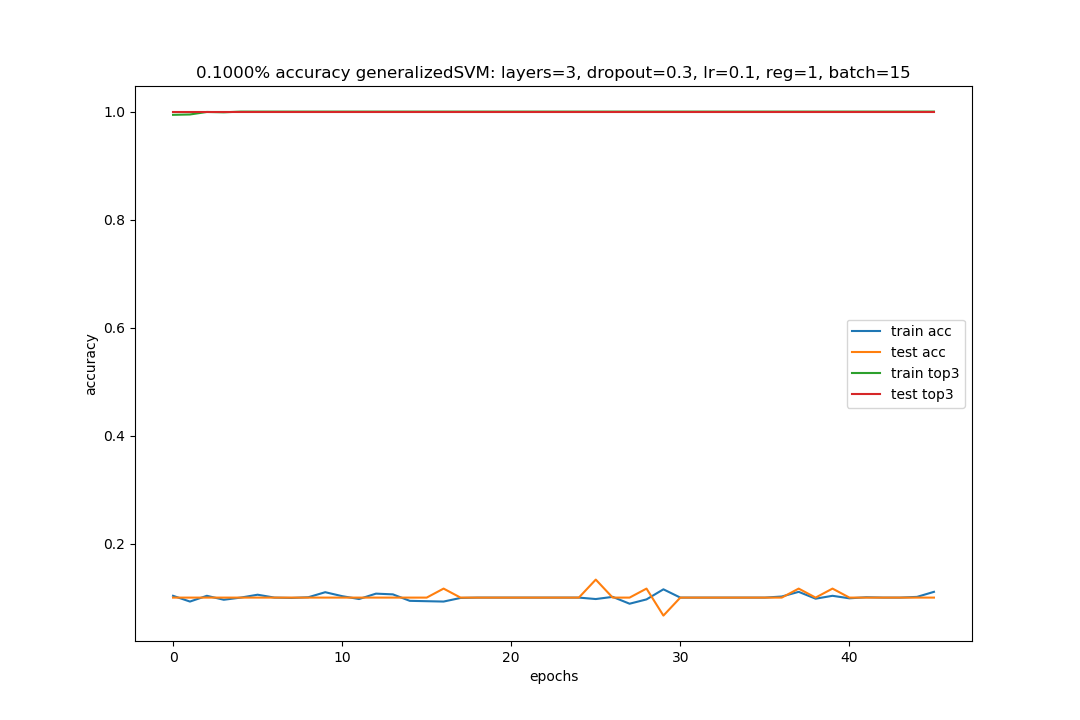 0.1000% accuracy generalizedSVM: layers=3, dropout=0.3, lr=0.1, reg=1, batch=15
1.0
0.8
0.6
0.4
0.2
accuracy
train acc
test acc
train top3
test top3
0 10 20 30 40
epochs